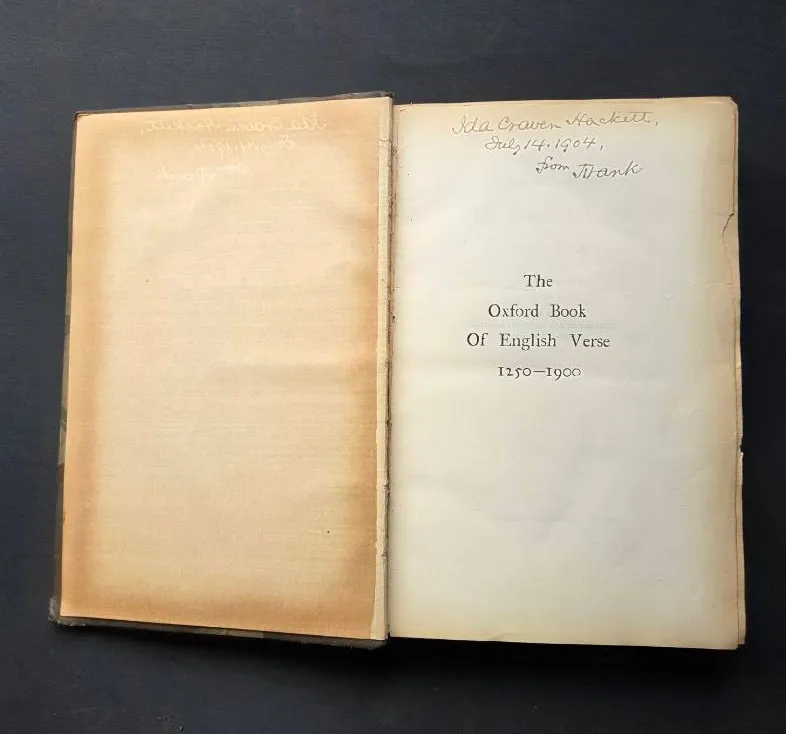 Ida Craven Hackett,
July 14. 1904,
from Frank
The
Oxford Book
Of English Verse
1250—1900